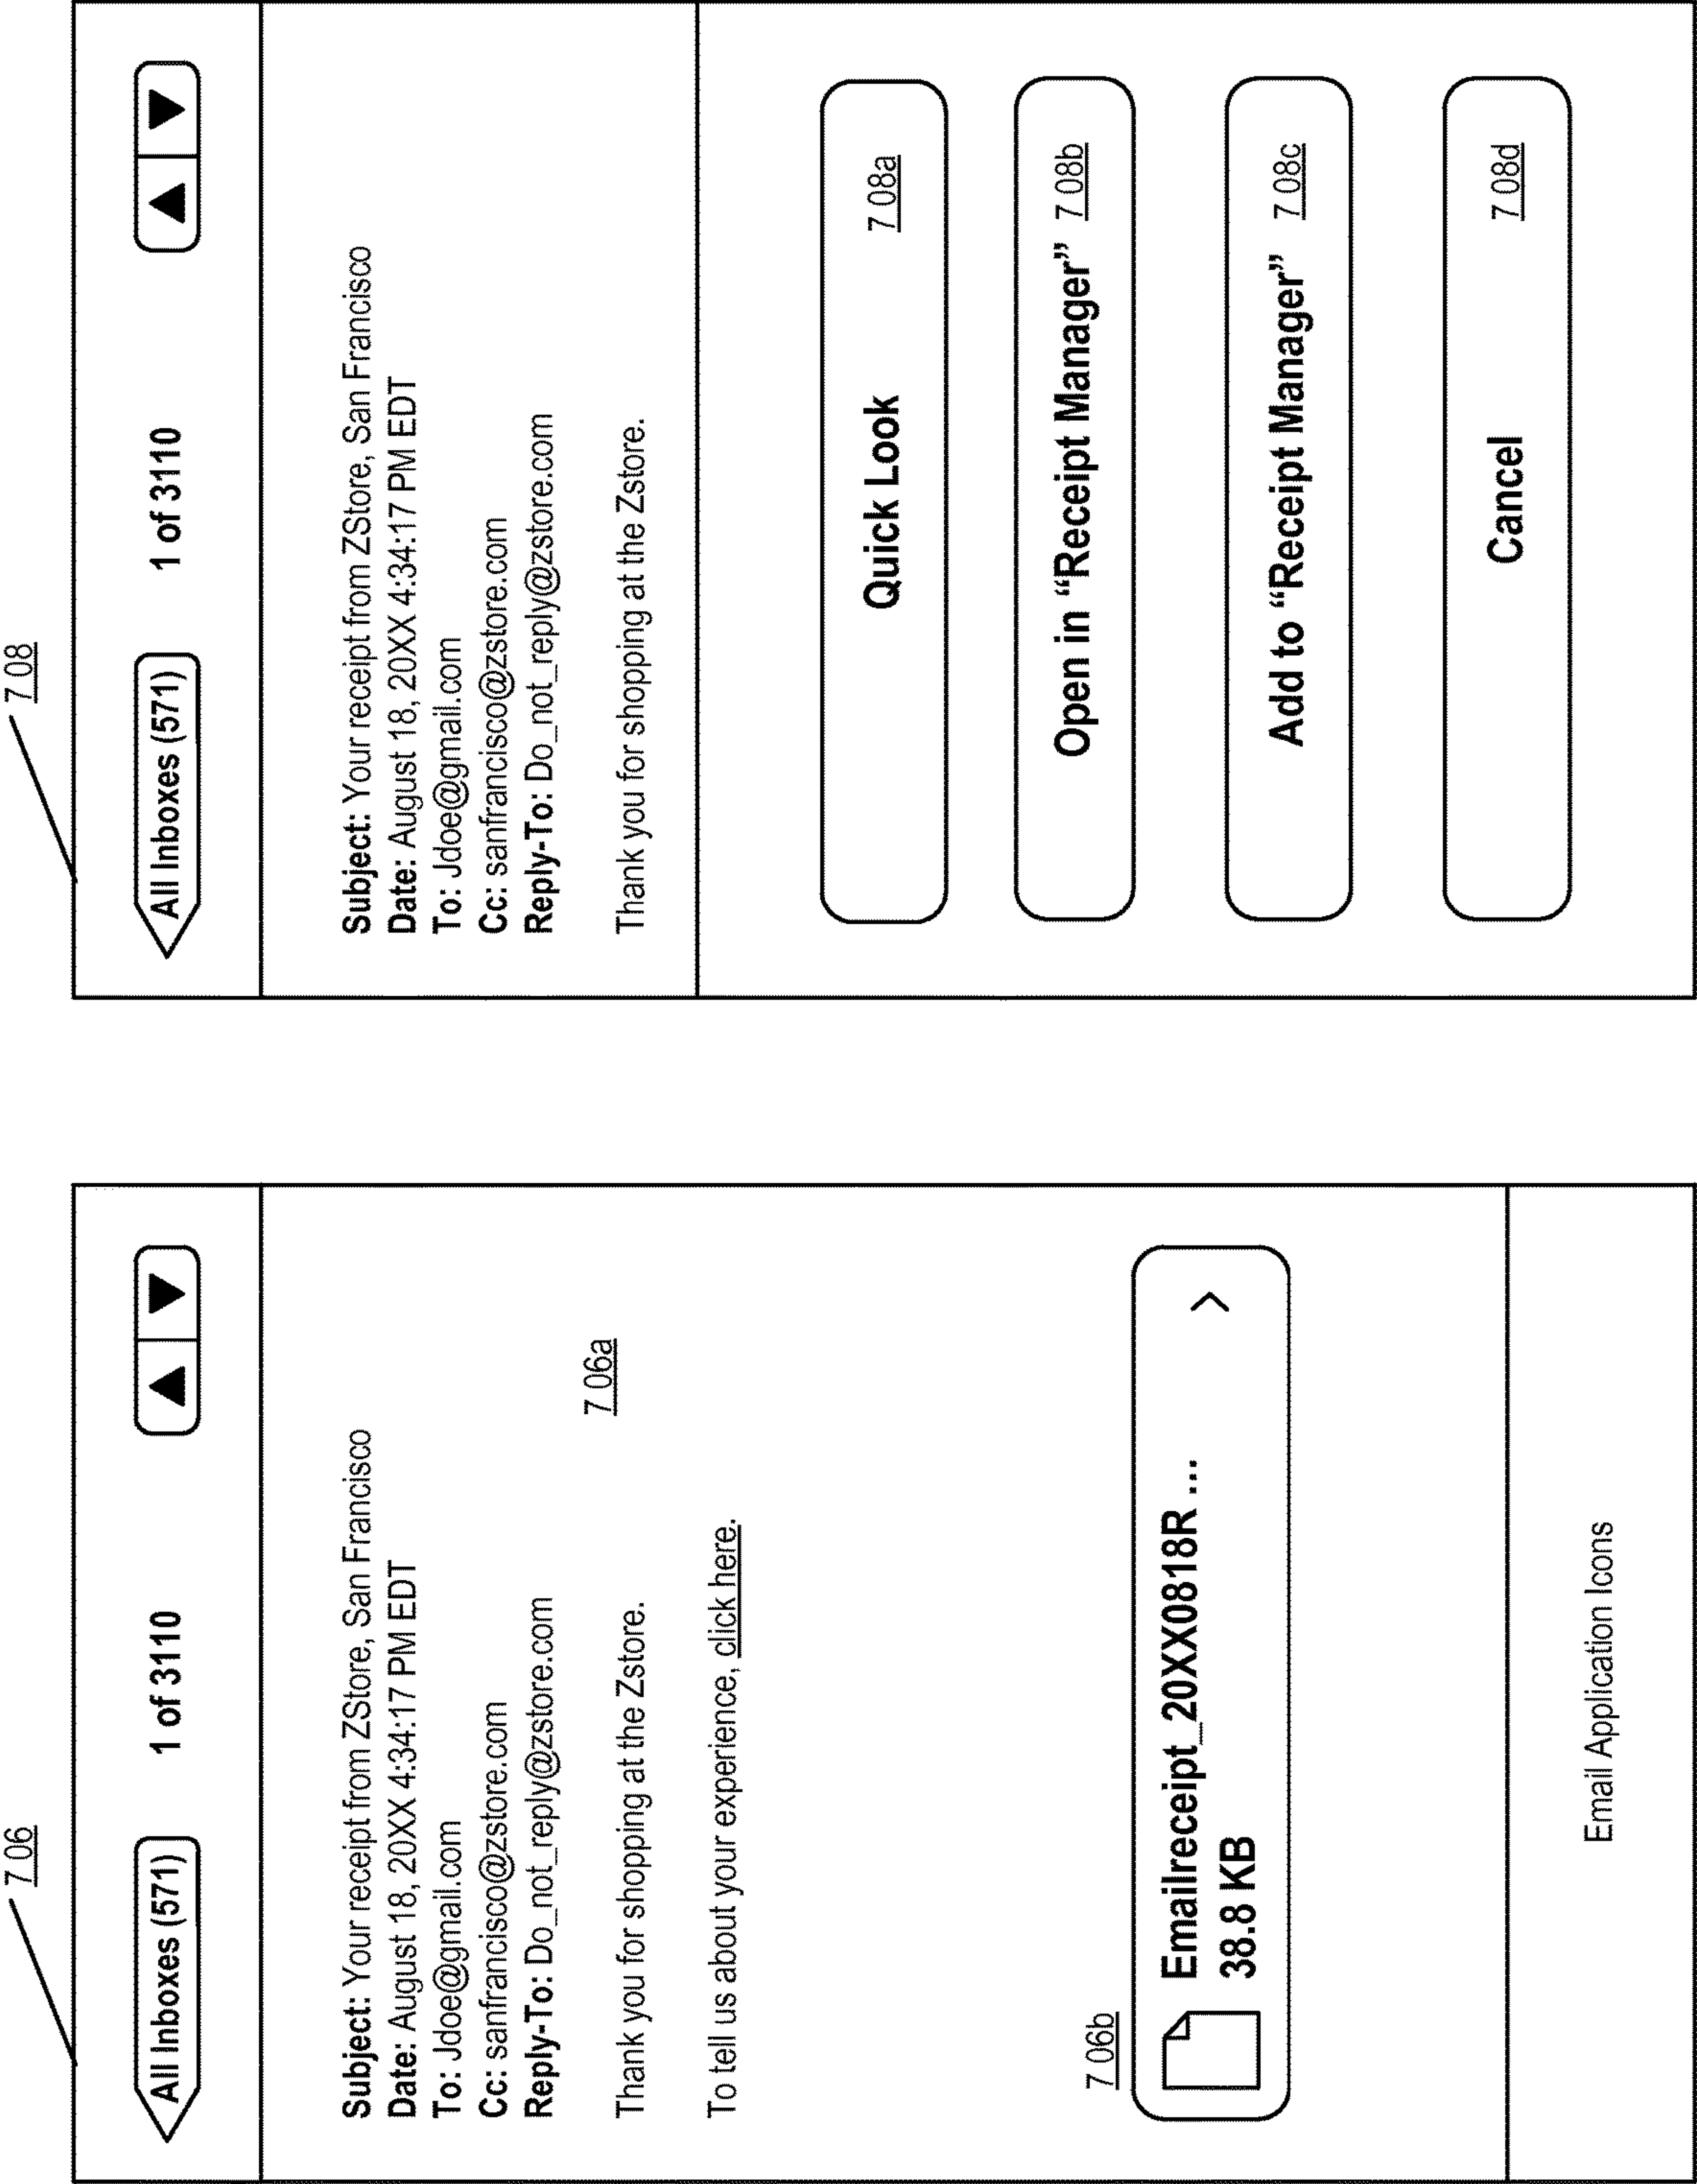 7 06
All Inboxes (571) 1 of 3110
Subject: Your receipt from ZStore, San Francisco
Date: August 18, 20XX 4:34:17 PM EDT
To: Jdoe@gmail.com
Cc: sanfrancisco@zstore.com
Reply-To: Do_not_reply@zstore.com
7 06a
Thank you for shopping at the Zstore.
To tell us about your experience, click here.
7 06b
Emailreceipt_20XX0818R ...
38.8 KB
Email Application Icons
7 08
All Inboxes (571) 1 of 3110
Subject: Your receipt from ZStore, San Francisco
Date: August 18, 20XX 4:34:17 PM EDT
To: Jdoe@gmail.com
Cc: sanfrancisco@zstore.com
Reply-To: Do_not_reply@zstore.com
Thank you for shopping at the Zstore.
Quick Look 7 08a
Open in “Receipt Manager” 7 08b
Add to “Receipt Manager” 7 08c
Cancel 7 08d